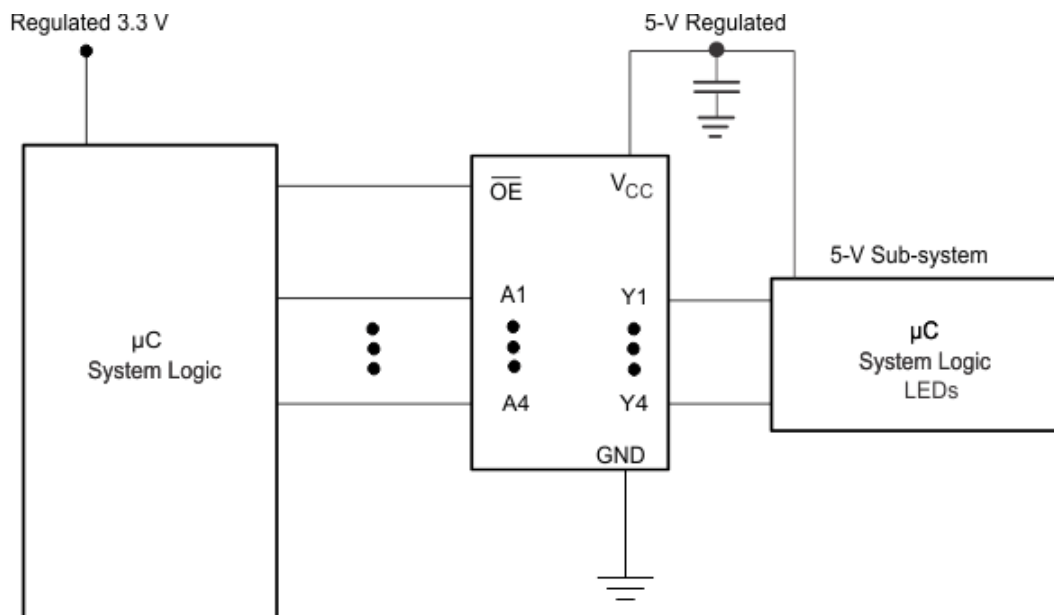 Regulated 3.3 V
5-V Regulated
OE
VCC
5-V Sub-system
A1
Y1
µC
System Logic
µC
System Logic
LEDs
A4
Y4
GND